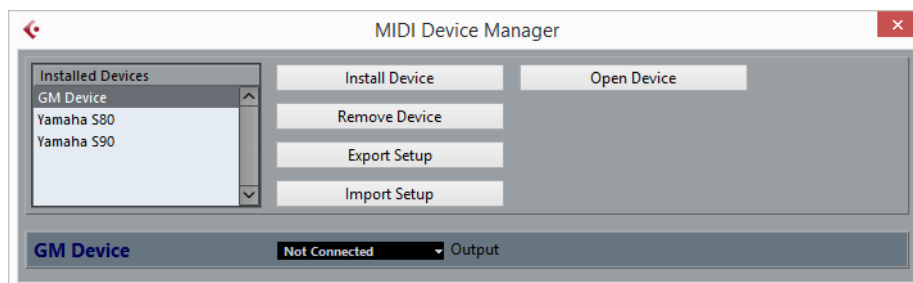 MIDI Device Manager
Installed Devices
GM Device
Yamaha S80
Yamaha S90
Install Device
Remove Device
Export Setup
Import Setup
Open Device
GM Device
Not Connected
Output